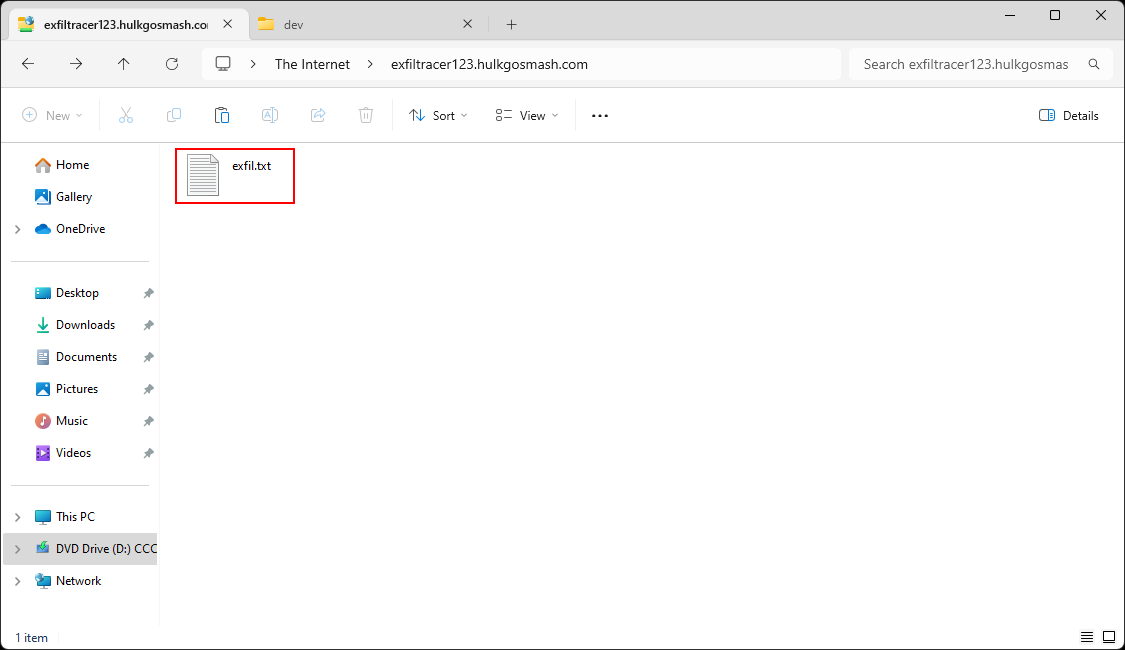 exfiltracer123.hulkgosmash.co
dev
The Internet
exfiltracer123.hulkgosmash.com
Search exfiltracer123.hulkgosmas
New
Sort
View
Details
Home
Gallery
OneDrive
Desktop
Downloads
Documents
Pictures
Music
Videos
This PC
DVD Drive (D:) CCC
Network
exfil.txt
1 item